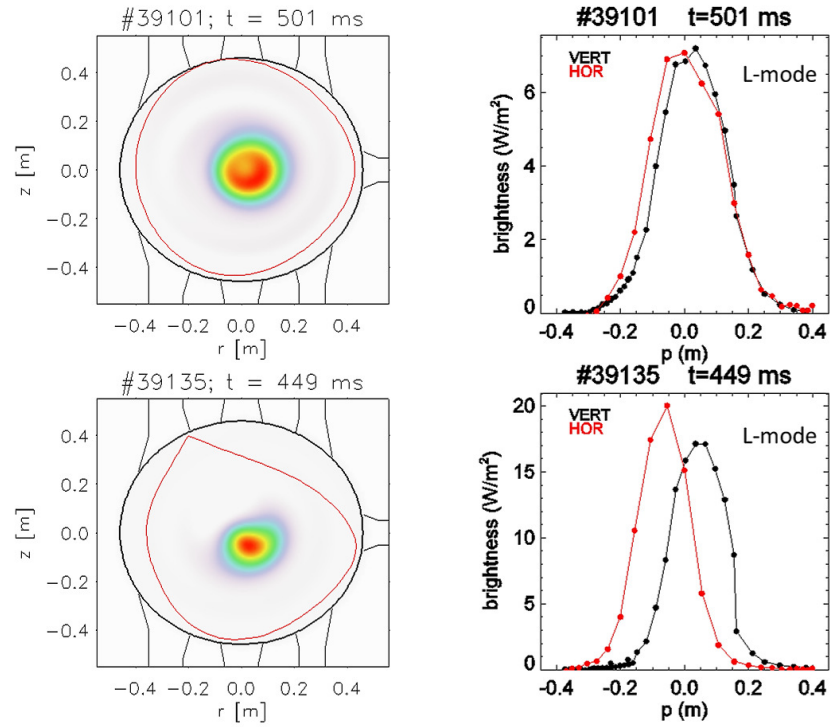 #39101; t = 501 ms
0.4
0.2
0.0
−0.2
−0.4
z [m]
−0.4 −0.2 0.0 0.2 0.4
r [m]
#39101 t=501 ms
VERT
HOR
L-mode
6
4
2
0
brightness (W/m²)
-0.4 -0.2 0.0 0.2 0.4
p (m)
#39135; t = 449 ms
0.4
0.2
0.0
−0.2
−0.4
z [m]
−0.4 −0.2 0.0 0.2 0.4
r [m]
#39135 t=449 ms
VERT
HOR
L-mode
20
15
10
5
0
brightness (W/m²)
-0.4 -0.2 0.0 0.2 0.4
p (m)